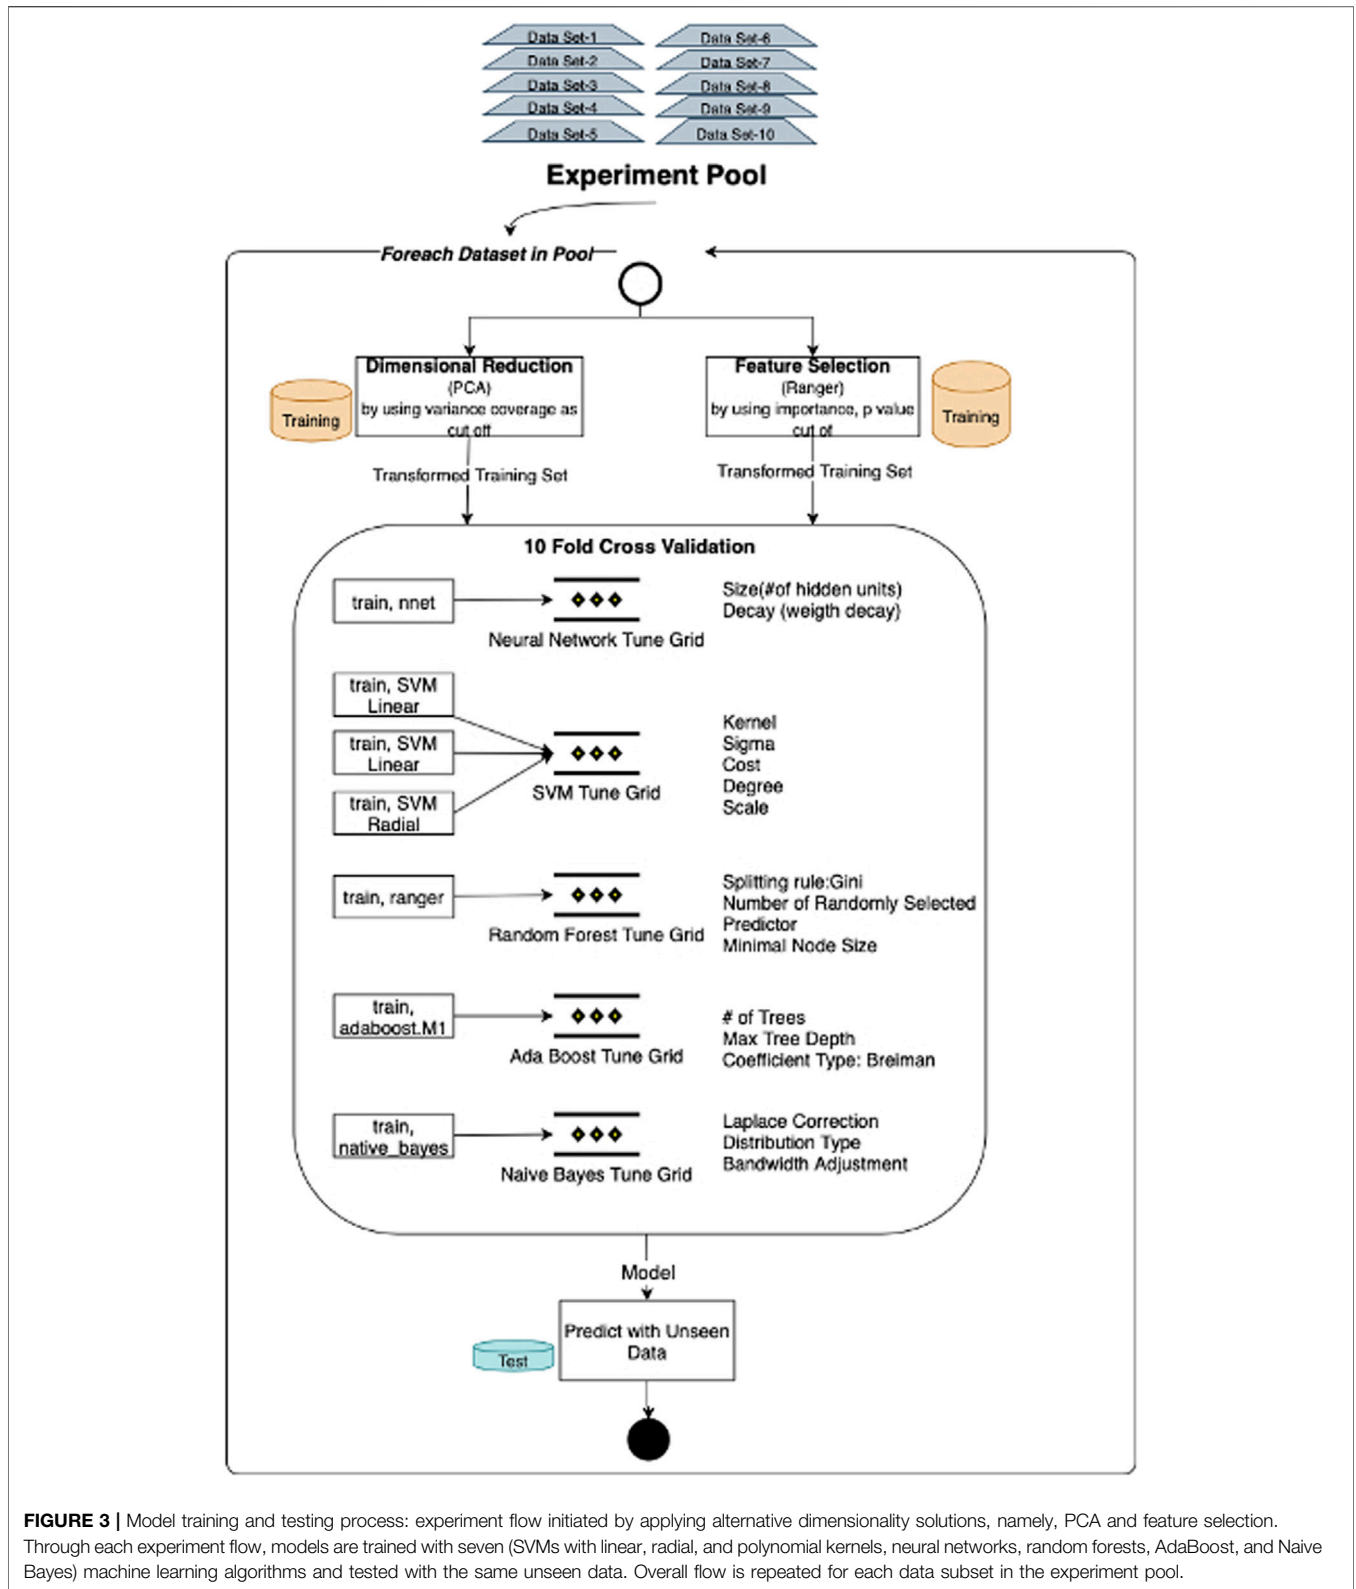 Data Set-1
Data Set-2
Data Set-3
Data Set-4
Data Set-5
Data Set-6
Data Set-7
Data Set-8
Data Set-9
Data Set-10
Experiment Pool
Foreach Dataset in Pool
Training
Dimensional Reduction
(PCA)
by using variance coverage as
cut off
Feature Selection
(Ranger)
by using importance, p value
cut of
Training
Transformed Training Set
Transformed Training Set
10 Fold Cross Validation
train, nnet
Neural Network Tune Grid
Size(#of hidden units)
Decay (weigth decay)
train, SVM
Linear
train, SVM
Linear
train, SVM
Radial
SVM Tune Grid
Kernel
Sigma
Cost
Degree
Scale
train, ranger
Random Forest Tune Grid
Splitting rule:Gini
Number of Randomly Selected
Predictor
Minimal Node Size
train,
adaboost.M1
Ada Boost Tune Grid
# of Trees
Max Tree Depth
Coefficient Type: Breiman
train,
native_bayes
Naive Bayes Tune Grid
Laplace Correction
Distribution Type
Bandwidth Adjustment
Model
Predict with Unseen
Data
Test
FIGURE 3 | Model training and testing process: experiment flow initiated by applying alternative dimensionality solutions, namely, PCA and feature selection.
Through each experiment flow, models are trained with seven (SVMs with linear, radial, and polynomial kernels, neural networks, random forests, AdaBoost, and Naive
Bayes) machine learning algorithms and tested with the same unseen data. Overall flow is repeated for each data subset in the experiment pool.